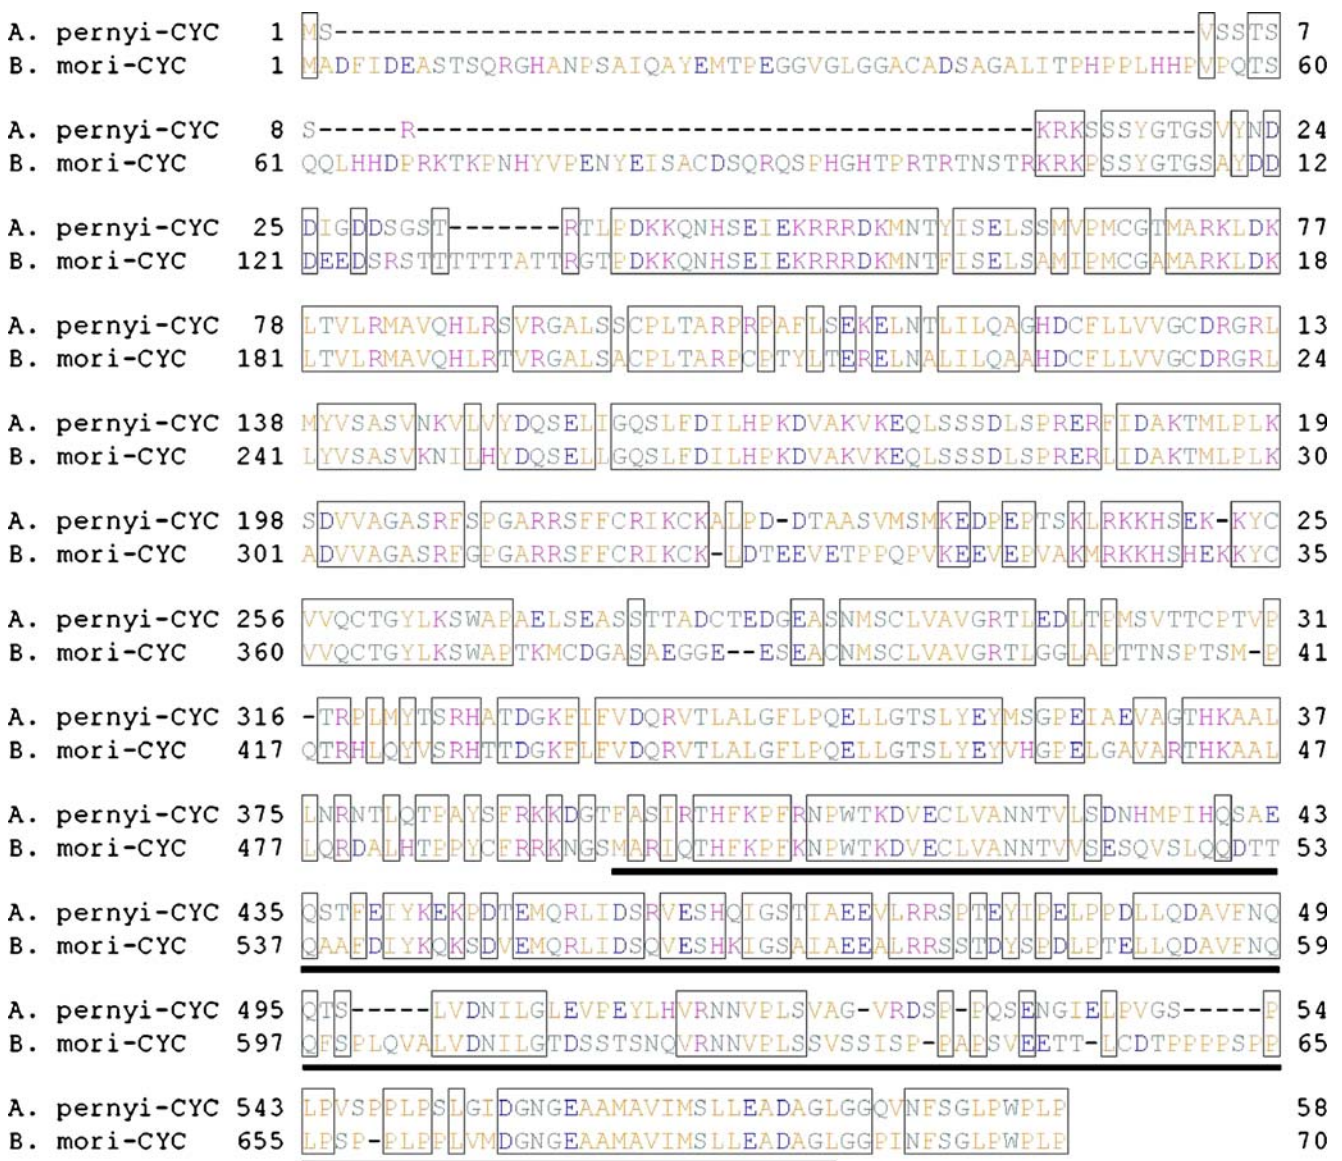 A. pernyi-CYC 1 MS-----------------------------------------------------VSSTS 7
B. mori-CYC 1 MADFIDEASTSQRGHANPSAIQAYEMTPEGGVGLGGACADSAGALITPHPPLHHPVPQTS 60
A. pernyi-CYC 8 S-----R--------------------------------------KRKSSSYGTGSVYND 24
B. mori-CYC 61 QQLHHDPRKTKPNHYVPENYEISACDSQRQSPHGHTPRTRTNSTRKRKPSSYGTGSAYDD 12
A. pernyi-CYC 25 DIGDDSGST-------RTLPDKKQNHSEIEKRRRDKMNTYISELSSMVPMCGTMARKLDK 77
B. mori-CYC 121 DEEDSRSTTTTTTATTRGTPDKKQNHSEIEKRRRDKMNTFISELSAMIPMCGAMARKLDK 18
A. pernyi-CYC 78 LTVLRMAVQHLRSVRGALSSCPLTARPRPAFLSEKELNTLILQAGHDCFLLVVGCDRGRL 13
B. mori-CYC 181 LTVLRMAVQHLRTVRGALSACPLTARPCPTYLTERELNALILQAAHDCFLLVVGCDRGRL 24
A. pernyi-CYC 138 MYVSASVNKVLVYDQSELIGQSLFDILHPKDVAKVKEQLSSSDLSPRERFIDAKTMLPLK 19
B. mori-CYC 241 LYVSASVKNILHYDQSELLGQSLFDILHPKDVAKVKEQLSSSDLSPRERLIDAKTMLPLK 30
A. pernyi-CYC 198 SDVVAGASRFSPGARRSFFCRIKCKALPD-DTAASVMSMKEDPEPTSKLRKKHSEK-KYC 25
B. mori-CYC 301 ADVVAGASRFGPGARRSFFCRIKCK-LDTEEVETPPQPVKEEVEPVAKMRKKHSHEKKYC 35
A. pernyi-CYC 256 VVQCTGYLKSWAPAELSEASSTTADCTEDGEASNMSCLVAVGRTLEDLTPMSVTTCPTVP 31
B. mori-CYC 360 VVQCTGYLKSWAPTKMCDGASAEGGE--ESEACNMSCLVAVGRTLGGLAPTTNSPTSM-P 41
A. pernyi-CYC 316 -TRPLMYTSRHATDGKFIFVDQRVTLALGFLPQELLGTSLYEYMSGPEIAEVAGTHKAAL 37
B. mori-CYC 417 QTRHLQYVSRHTTDGKFLFVDQRVTLALGFLPQELLGTSLYEYVHGPELGAVARTHKAAL 47
A. pernyi-CYC 375 LNRNTLQTPAYSFRKKDGTFASIRTHFKPFRNPWTKDVECLVANNTVLSDNHMPIHQSAE 43
B. mori-CYC 477 LQRDALHTPPYCFRRKNGSMARIQTHFKPFKNPWTKDVECLVANNTVVSESQVSLQQDTT 53
A. pernyi-CYC 435 QSTFEIYKEKPDTEMQRLIDSRVESHQIGSTIAEEVLRRSPTEYIPELPPDLLQDAVFNQ 49
B. mori-CYC 537 QAAFDIYKQKSDVEMQRLIDSQVESHKIGSAIAEEALRRSSTDYSPDLPTELLQDAVFNQ 59
A. pernyi-CYC 495 QTS-----LVDNILGLEVPEYLHVRNNVPLSVAG-VRDSP-PQSENGIELPVGS-----P 54
B. mori-CYC 597 QFSPLQVALVDNILGTDSSTSNQVRNNVPLSSVSSISP-PAPSVEETT-LCDTPPPPSPP 65
A. pernyi-CYC 543 LPVSPPLPSLGIDGNGEAAMAVIMSLLEADAGLGGQVNFSGLPWPLP 58
B. mori-CYC 655 LPSP-PLPPLVMDGNGEAAMAVIMSLLEADAGLGGPINFSGLPWPLP 70